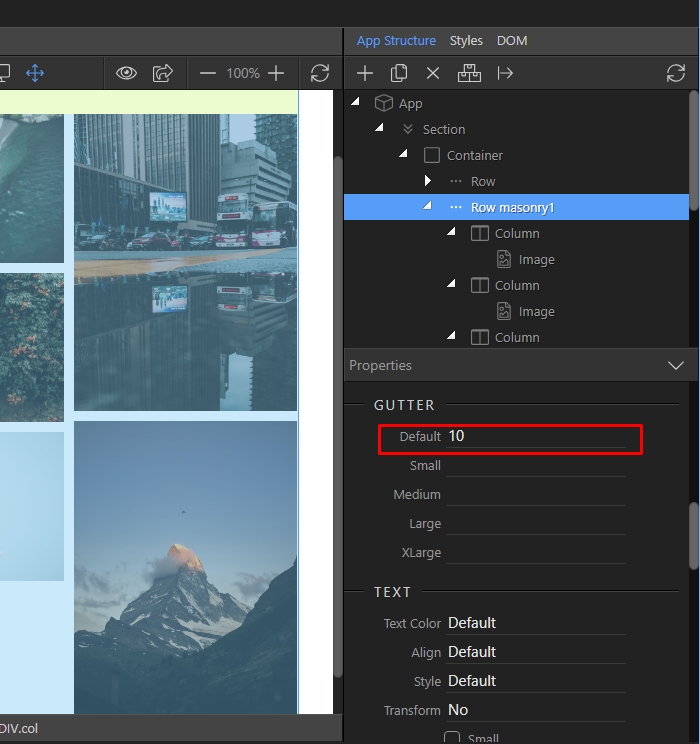 App Structure Styles DOM
100%
App
Section
Container
Row
Row masonry1
Column
Image
Column
Image
Column
Properties
GUTTER
Default 10
Small
Medium
Large
XLarge
TEXT
Text Color Default
Align Default
Style Default
Transform No
Small
DIV.col